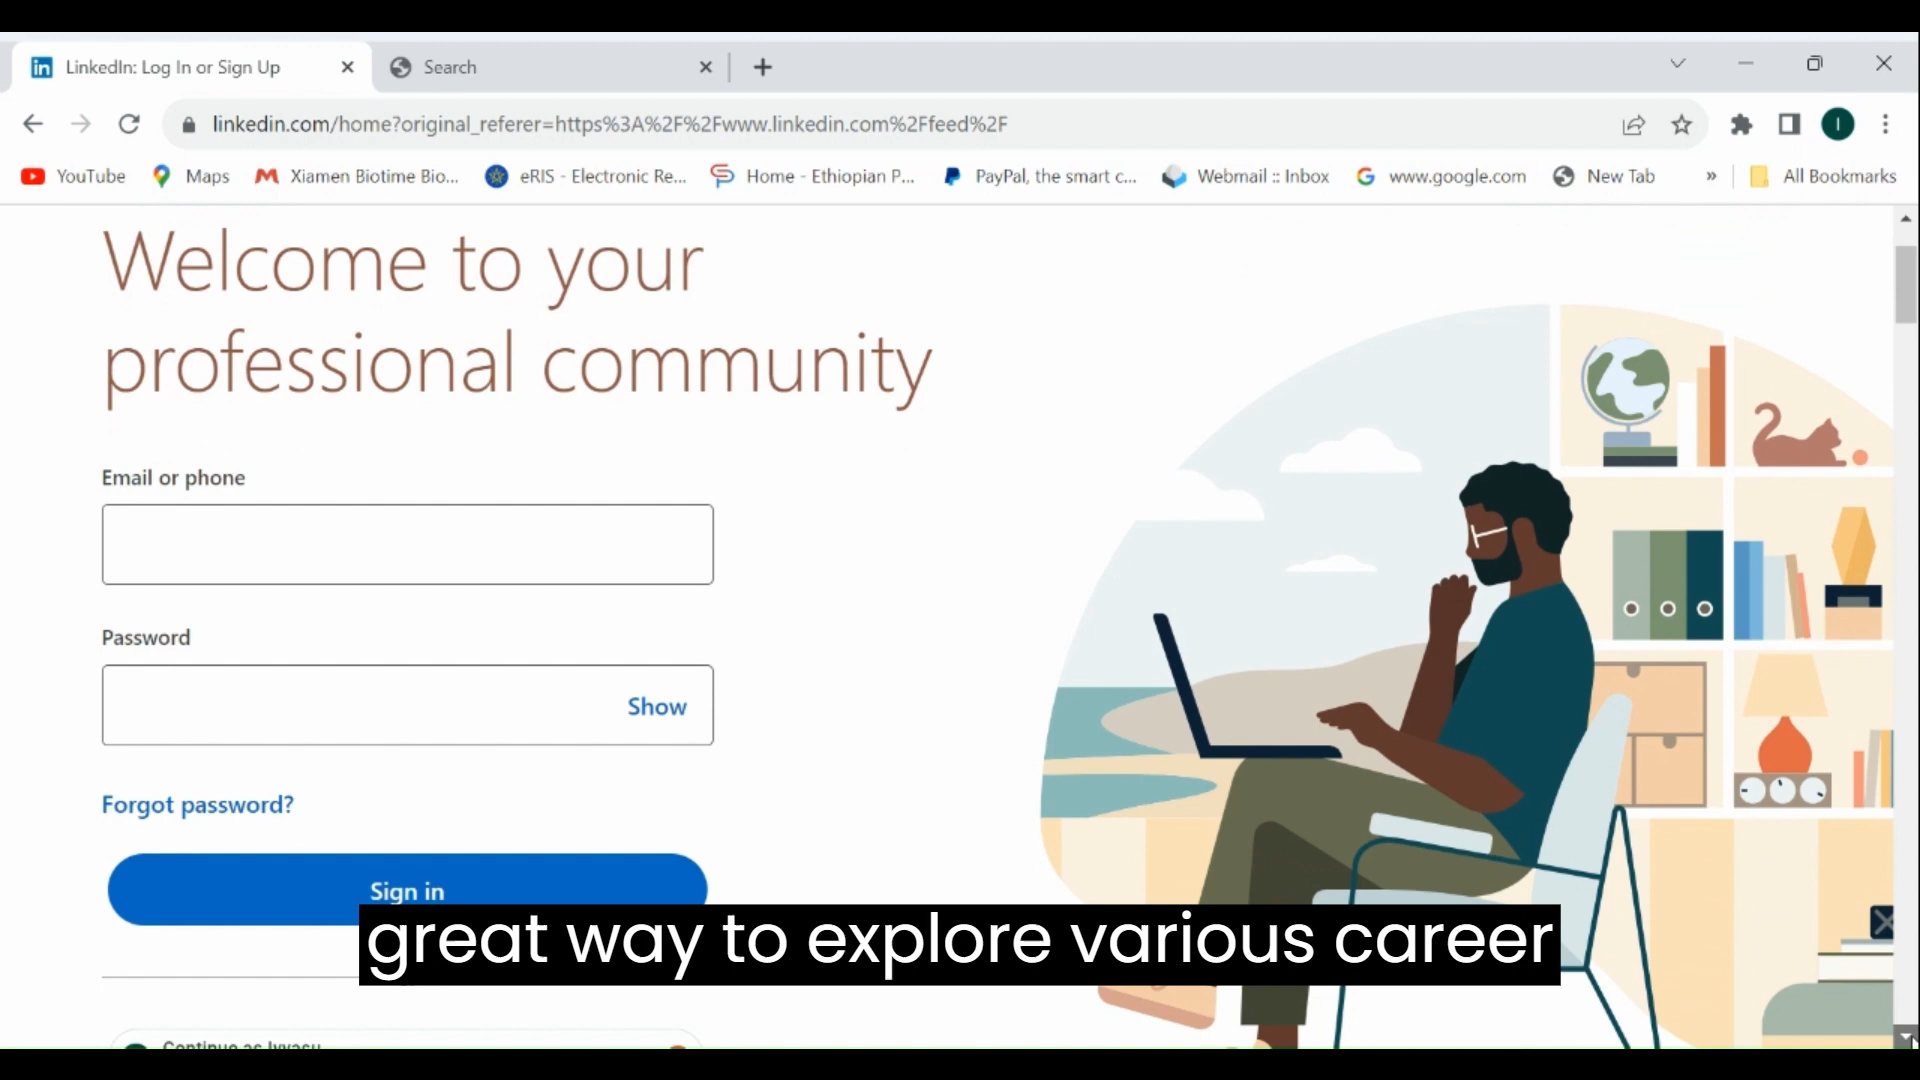 LinkedIn: Log In or Sign Up
Search
linkedin.com/home?original_referer=https%3A%2F%2Fwww.linkedin.com%2Ffeed%2F
YouTube Maps Xiamen Biotime Bio... eRIS - Electronic Re... Home - Ethiopian P... PayPal, the smart c... Webmail :: Inbox www.google.com New Tab » All Bookmarks
Welcome to your
professional community
Email or phone
Password
Show
Forgot password?
Sign in
great way to explore various career
Continue as Iyyasu